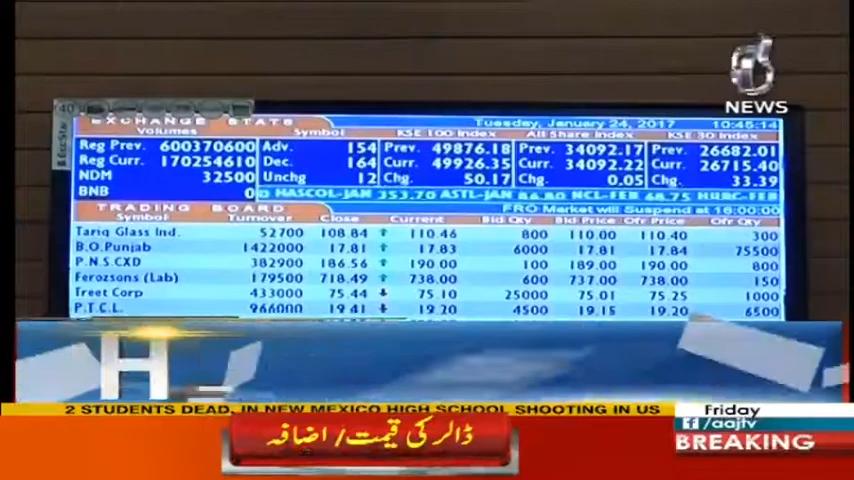 NEWS
EXCHANGE STATS Tuesday, January 24, 2017 10:45:14
Volumes Symbol KSE 100 Index All Share Index KSE 30 Index
Reg Prev. 600370600 Adv. 154 Prev. 49876.18 Prev. 34092.17 Prev. 26682.01
Reg Curr. 170254610 Dec. 164 Curr. 49926.35 Curr. 34092.22 Curr. 26715.40
NDM 32500 Unchg 12 Chg. 50.17 Chg. 0.05 Chg. 33.39
BNB 0 HASCOL-JAN 353.70 ASTL-JAN 86.80 NCL-FEB 68.75 HUBC-FEB
TRADING BOARD PRO Market will Suspend at 16:00:00
Symbol Turnover Close Current Bid Qty Bid Price Ofr Price Ofr Qty
Tariq Glass Ind. 52700 108.84 ↑ 110.46 800 110.00 110.40 300
B.O.Punjab 1422000 17.81 ↑ 17.83 6000 17.81 17.84 75500
P.N.S.CXD 382900 186.56 ↑ 190.00 100 189.00 190.00 800
Ferozsons (Lab) 179500 718.49 ↑ 738.00 600 737.00 738.00 150
Treet Corp 433000 75.44 ↓ 75.10 25000 75.01 75.25 1000
P.T.C.L. 966000 19.41 ↓ 19.20 4500 19.15 19.20 6500
H
2 STUDENTS DEAD, IN NEW MEXICO HIGH SCHOOL SHOOTING IN US
Friday
/aajtv
BREAKING
ڈالر کی قیمت / اضافہ